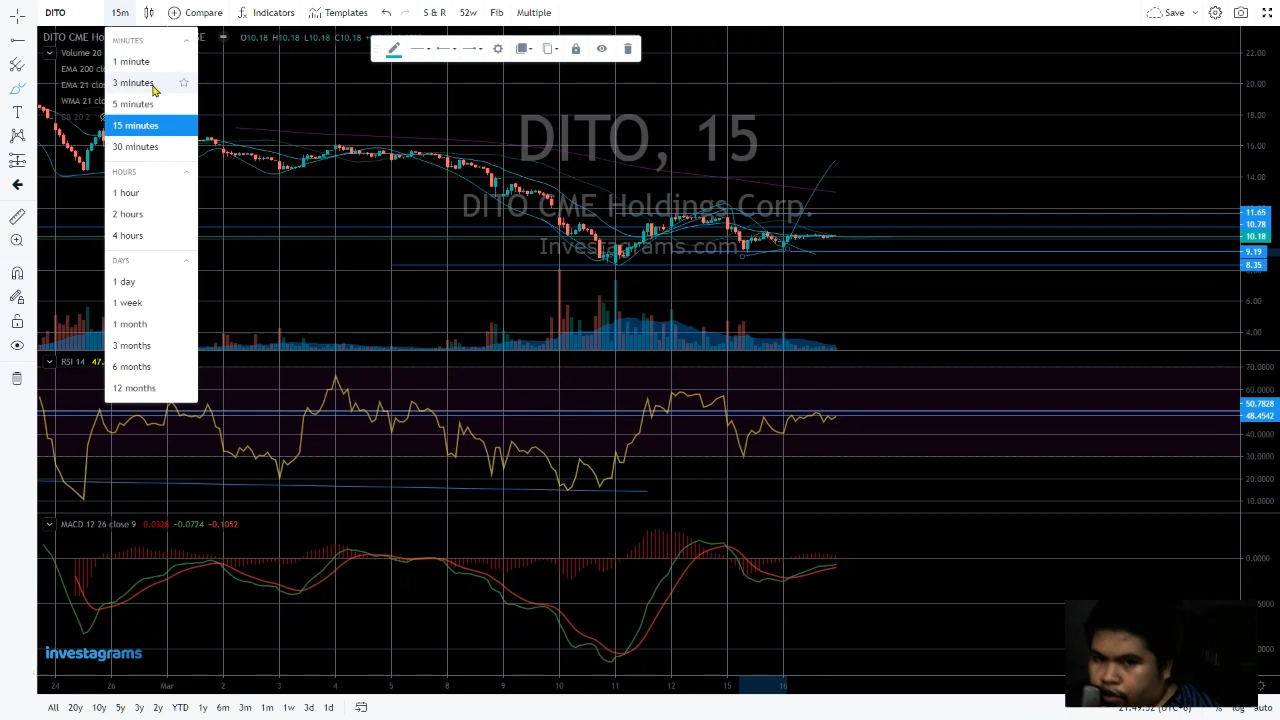 DITO 15m Compare Indicators Templates S & R 52w Fib Multiple Save
DITO CME Ho
O10.18 H10.18 L10.18 C10.18
Volume 20
EMA 200 clo
EMA 21 clos
WMA 21 clo
BB 20 2
MINUTES
1 minute
3 minutes
5 minutes
15 minutes
30 minutes
HOURS
1 hour
2 hours
4 hours
DAYS
1 day
1 week
1 month
3 months
6 months
12 months
DITO, 15
DITO CME Holdings Corp.
Investagrams.com
22.00
20.00
18.00
16.00
14.00
11.65
10.78
10.18
9.19
8.35
6.00
4.00
RSI 14 47.
70.0000
60.0000
50.7828
48.4542
40.0000
30.0000
20.0000
10.0000
MACD 12 26 close 9 0.0328 −0.0724 −0.1052
0.0000
investagrams
24 26 Mar 2 3 4 5 8 9 10 11 12 15 16
All 20y 10y 5y 3y 2y YTD 1y 6m 3m 1m 1w 3d 1d
21:49:52 (UTC+8) % log auto